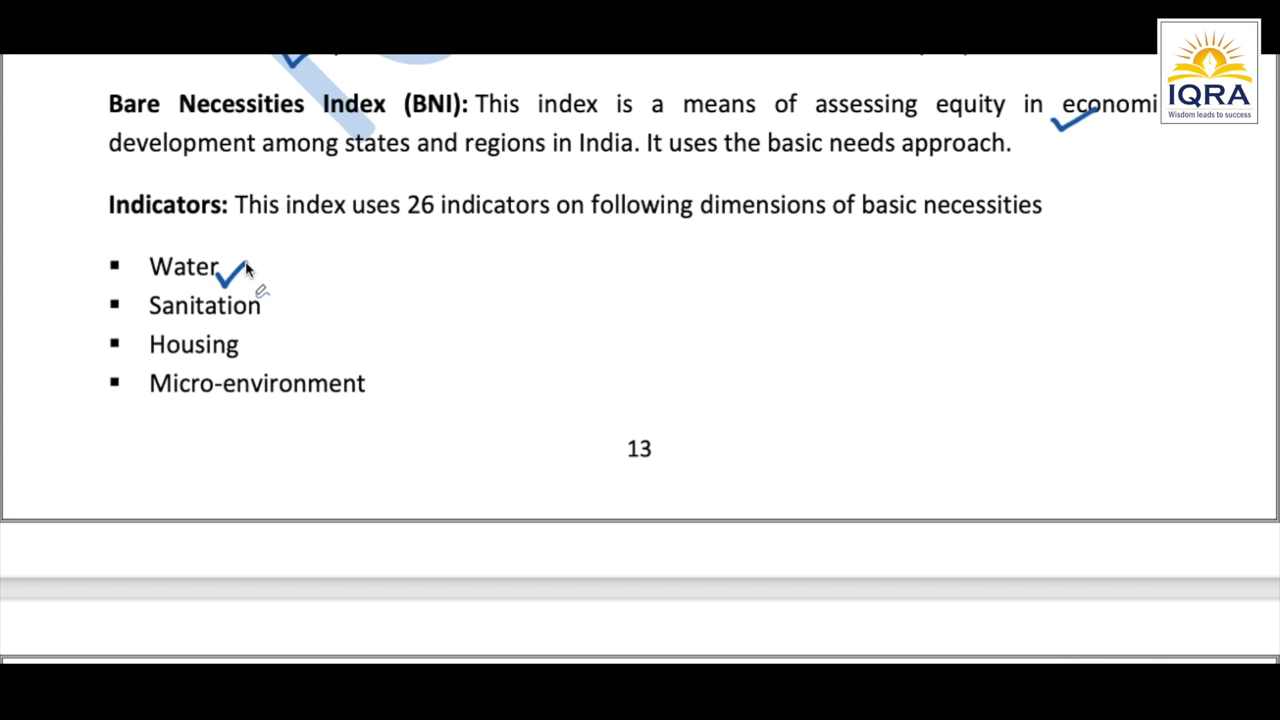 Bare Necessities Index (BNI): This index is a means of assessing equity in economi
development among states and regions in India. It uses the basic needs approach.
Indicators: This index uses 26 indicators on following dimensions of basic necessities
▪ Water
▪ Sanitation
▪ Housing
▪ Micro-environment
13
IQRA
Wisdom leads to success